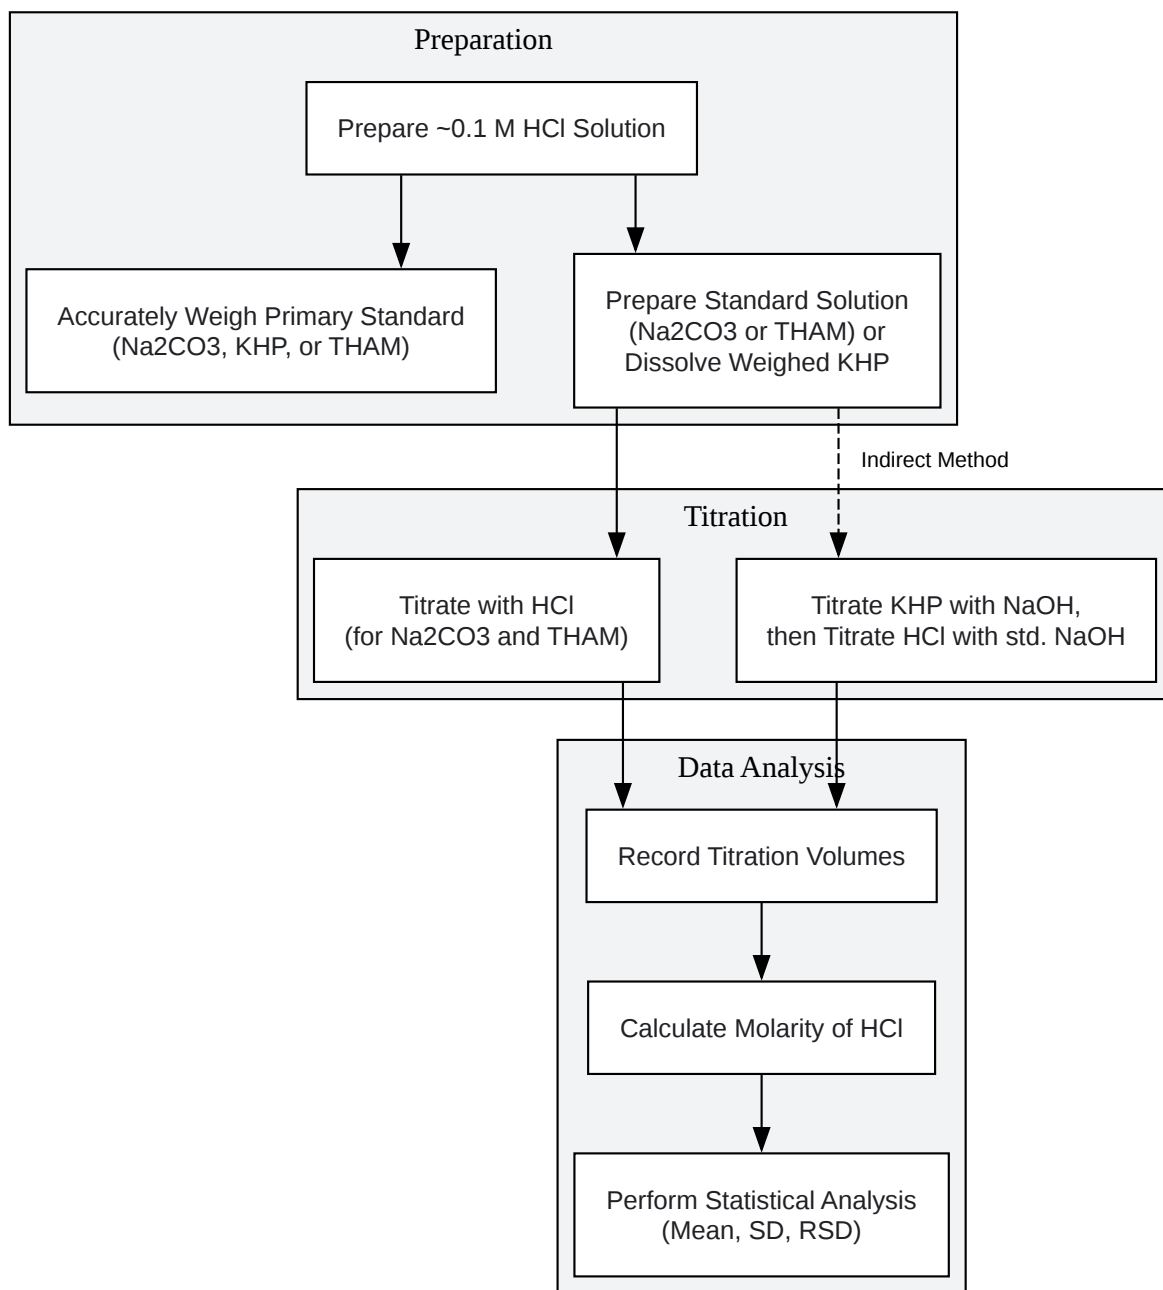 Preparation
Prepare ~0.1 M HCl Solution
Accurately Weigh Primary Standard
(Na2CO3, KHP, or THAM)
Prepare Standard Solution
(Na2CO3 or THAM) or
Dissolve Weighed KHP
Indirect Method
Titration
Titrate with HCl
(for Na2CO3 and THAM)
Titrate KHP with NaOH,
then Titrate HCl with std. NaOH
Data Analysis
Record Titration Volumes
Calculate Molarity of HCl
Perform Statistical Analysis
(Mean, SD, RSD)